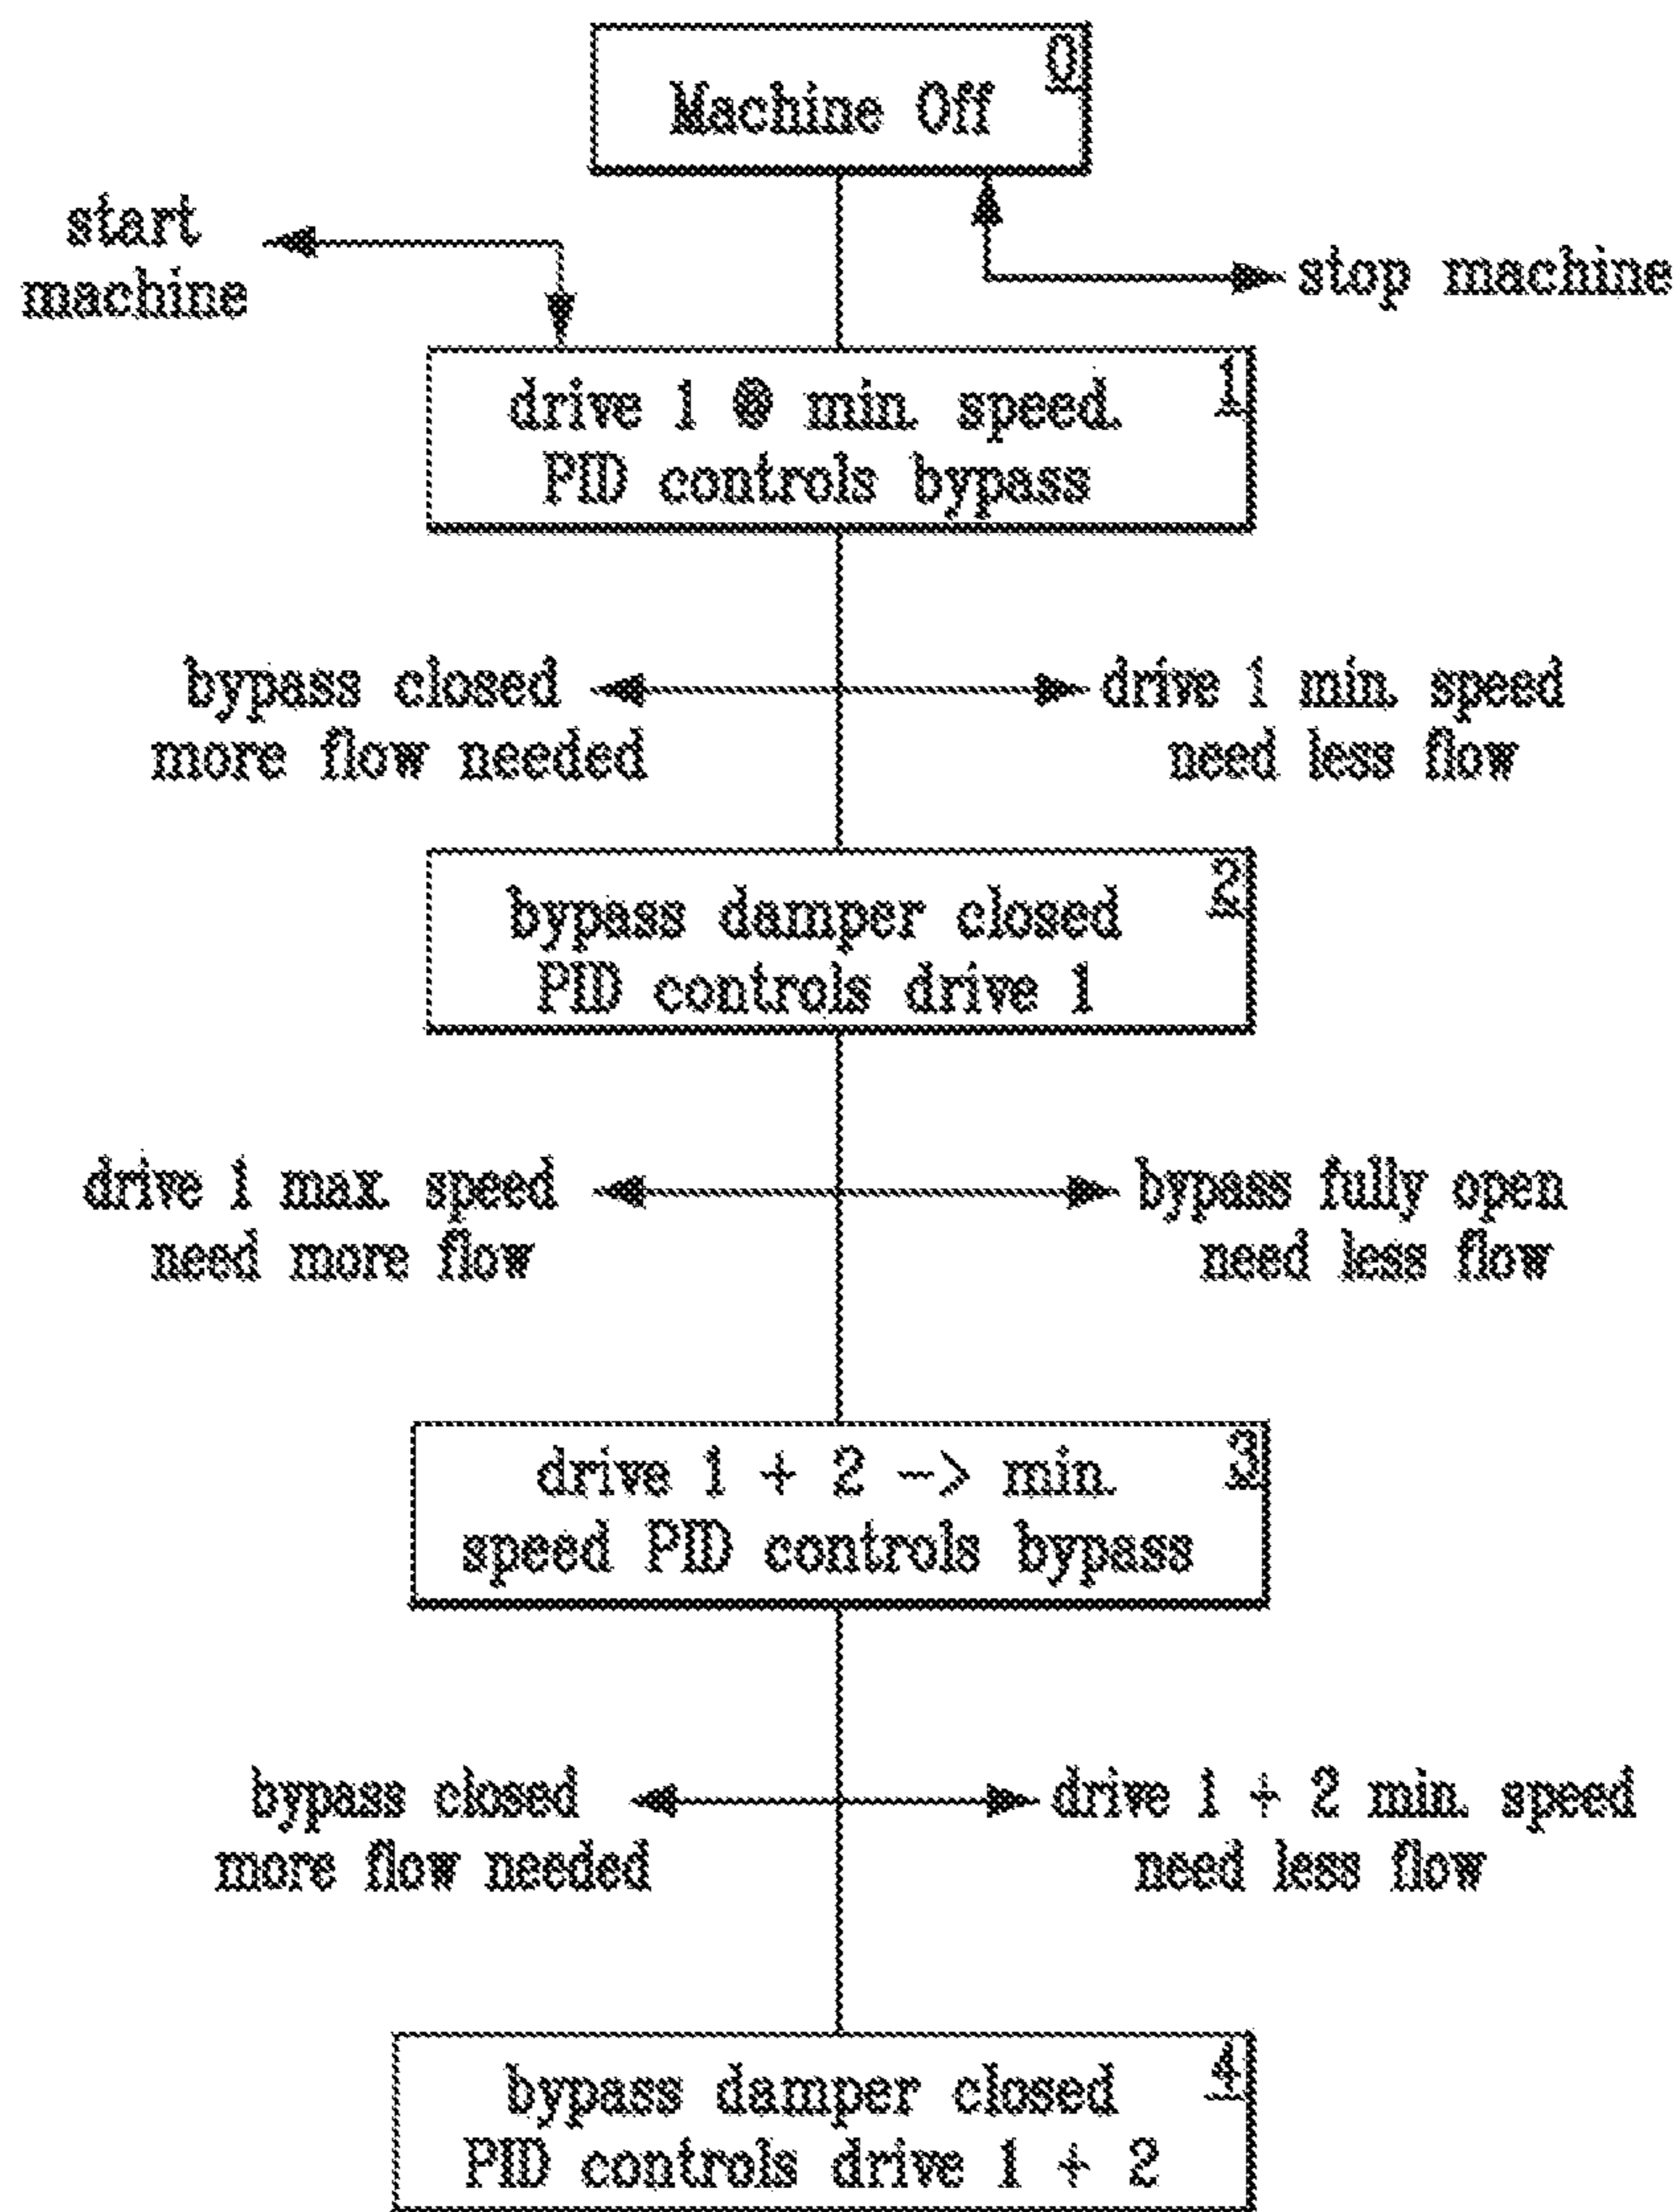 0
Machine Off
start
machine
stop machine
1
drive 1 @ min. speed.
PID controls bypass
bypass closed
more flow needed
drive 1 min. speed
need less flow
2
bypass damper closed
PID controls drive 1
drive 1 max. speed
need more flow
bypass fully open
need less flow
3
drive 1 + 2 -> min.
speed PID controls bypass
bypass closed
more flow needed
drive 1 + 2 min. speed
need less flow
4
bypass damper closed
PID controls drive 1 + 2